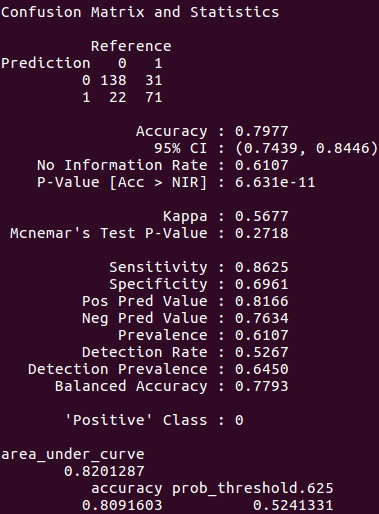 Confusion Matrix and Statistics
Reference
Prediction 0 1
0 138 31
1 22 71
Accuracy : 0.7977
95% CI : (0.7439, 0.8446)
No Information Rate : 0.6107
P-Value [Acc > NIR] : 6.631e-11
Kappa : 0.5677
Mcnemar's Test P-Value : 0.2718
Sensitivity : 0.8625
Specificity : 0.6961
Pos Pred Value : 0.8166
Neg Pred Value : 0.7634
Prevalence : 0.6107
Detection Rate : 0.5267
Detection Prevalence : 0.6450
Balanced Accuracy : 0.7793
'Positive' Class : 0
area_under_curve
0.8201287
accuracy prob_threshold.625
0.8091603 0.5241331